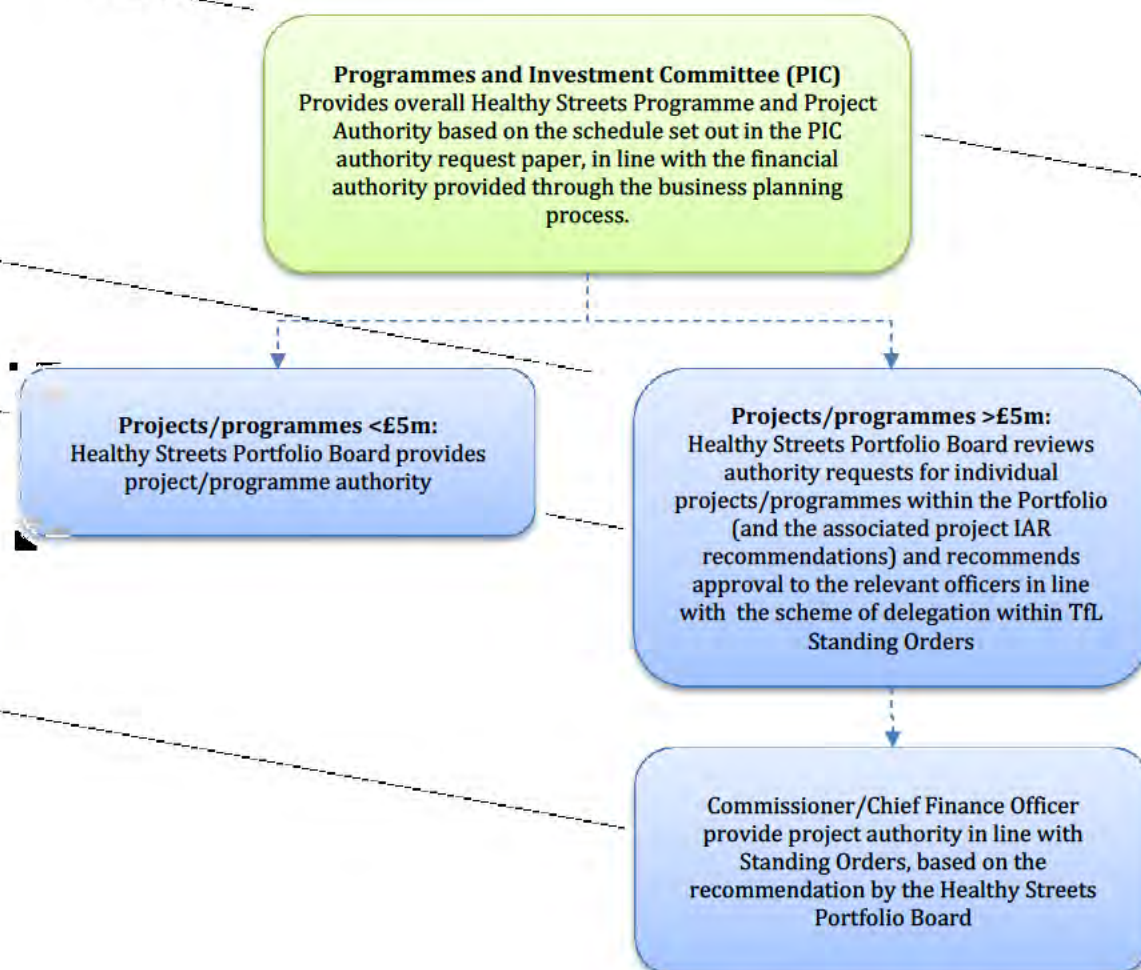 Programmes and Investment Committee (PIC)
Provides overall Healthy Streets Programme and Project
Authority based on the schedule set out in the PIC
authority request paper, in line with the financial
authority provided through the business planning
process.
Projects/programmes <£5m:
Healthy Streets Portfolio Board provides
project/programme authority
Projects/programmes >£5m:
Healthy Streets Portfolio Board reviews
authority requests for individual
projects/programmes within the Portfolio
(and the associated project IAR
recommendations) and recommends
approval to the relevant officers in line
with the scheme of delegation within TfL
Standing Orders
Commissioner/Chief Finance Officer
provide project authority in line with
Standing Orders, based on the
recommendation by the Healthy Streets
Portfolio Board